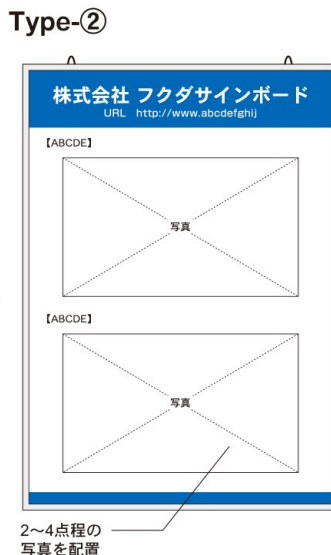 Type-②
株式会社 フクダサインボード
URL　http://www.abcdefghij
【ABCDE】
写真
【ABCDE】
写真
2〜4点程の
写真を配置